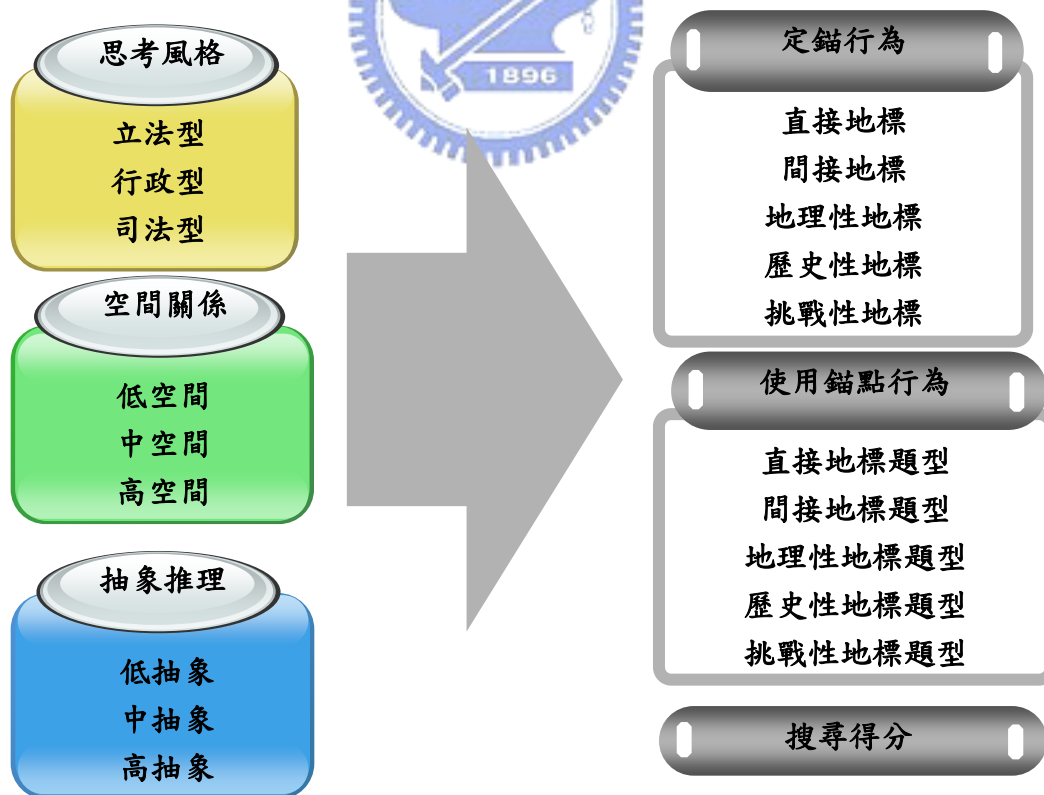 思考風格
立法型
行政型
司法型
空間關係
低空間
中空間
高空間
抽象推理
低抽象
中抽象
高抽象
1896
定錨行為
直接地標
間接地標
地理性地標
歷史性地標
挑戰性地標
使用錨點行為
直接地標題型
間接地標題型
地理性地標題型
歷史性地標題型
挑戰性地標題型
搜尋得分